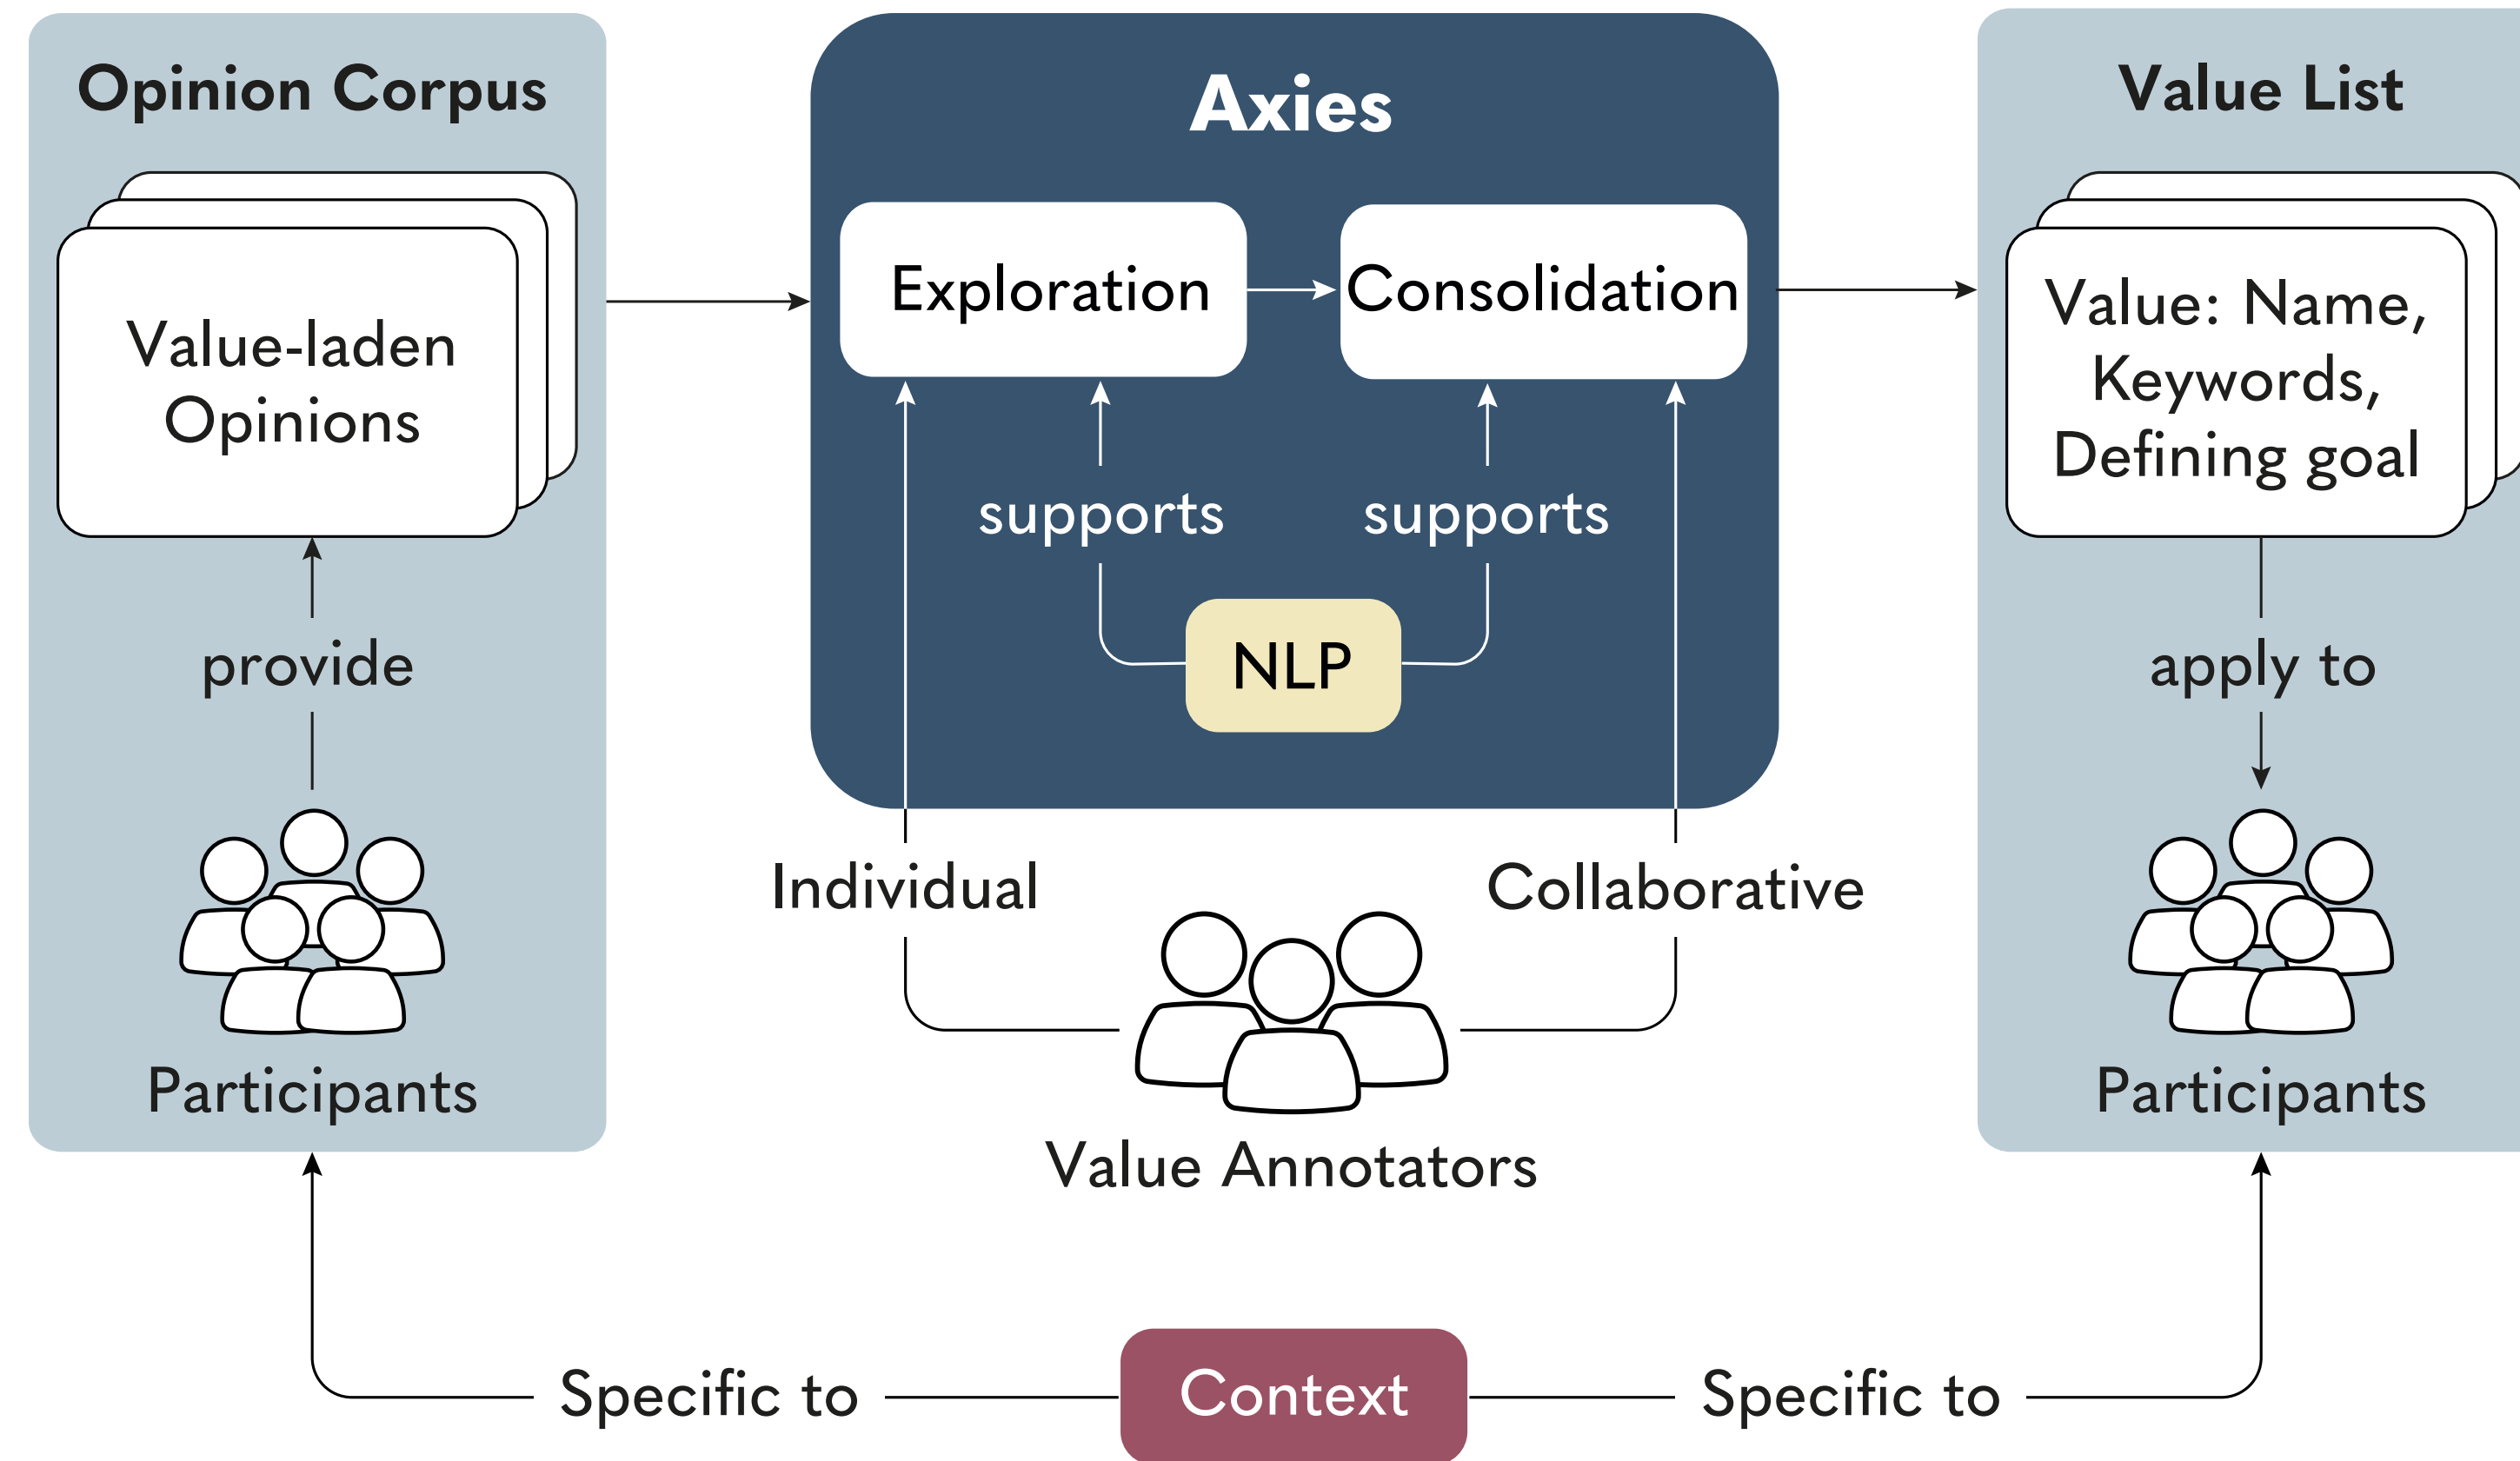 Opinion Corpus
Value-laden
Opinions
provide
Participants
Axies
Exploration
Consolidation
supports
supports
NLP
Individual
Collaborative
Value Annotators
Value List
Value: Name,
Keywords,
Defining goal
apply to
Participants
Specific to
Context
Specific to